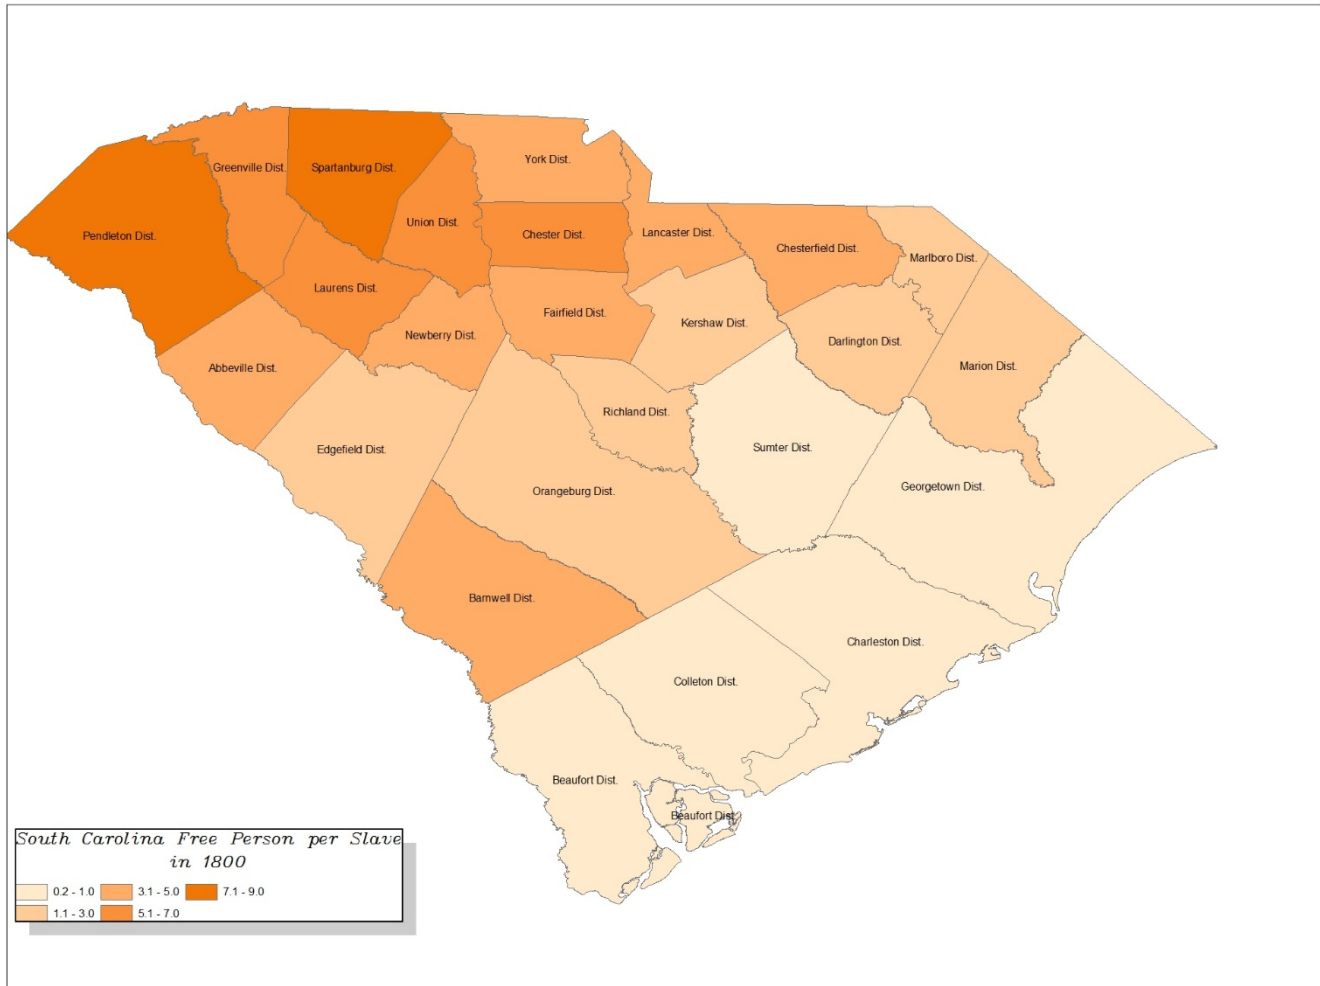 Greenville Dist.
Spartanburg Dist.
York Dist.
Pendleton Dist.
Union Dist.
Chester Dist.
Lancaster Dist.
Chesterfield Dist.
Marlboro Dist.
Laurens Dist.
Newberry Dist.
Fairfield Dist.
Kershaw Dist.
Darlington Dist.
Abbeville Dist.
Marion Dist.
Richland Dist.
Edgefield Dist.
Sumter Dist.
Orangeburg Dist.
Georgetown Dist.
Barnwell Dist.
Charleston Dist.
Colleton Dist.
Beaufort Dist.
Beaufort Dist.
South Carolina Free Person per Slave
in 1800
0.2 - 1.0 3.1 - 5.0 7.1 - 9.0
1.1 - 3.0 5.1 - 7.0